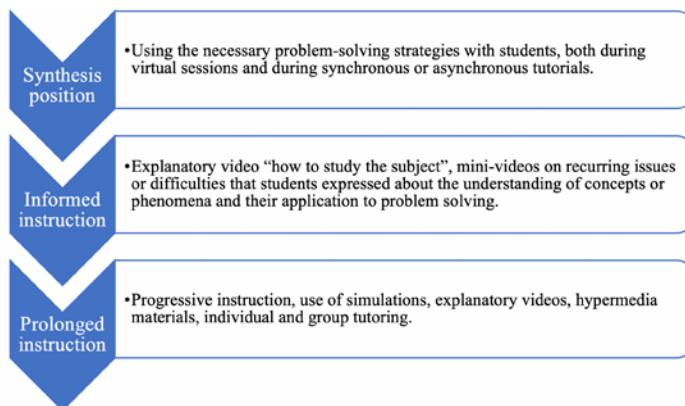 Synthesis
position
•Using the necessary problem-solving strategies with students, both during
virtual sessions and during synchronous or asynchronous tutorials.
Informed
instruction
•Explanatory video “how to study the subject”, mini-videos on recurring issues
or difficulties that students expressed about the understanding of concepts or
phenomena and their application to problem solving.
Prolonged
instruction
•Progressive instruction, use of simulations, explanatory videos, hypermedia
materials, individual and group tutoring.